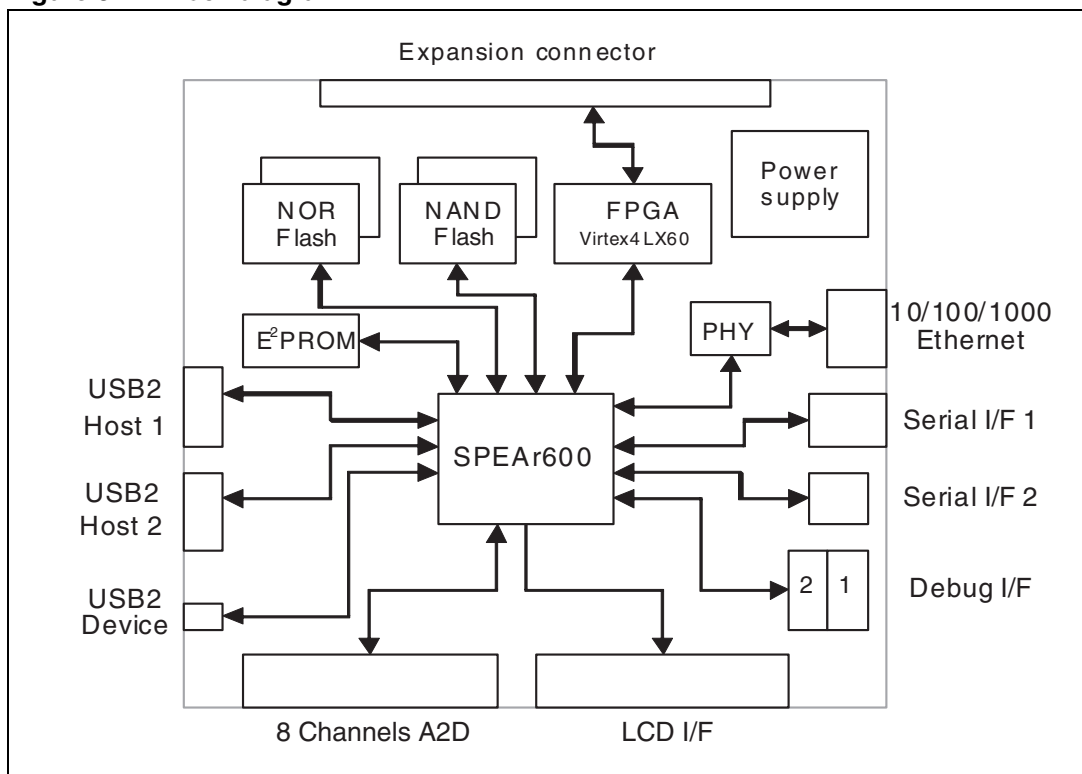 Expansion connector
Power
supply
NOR
Flash
NAND
Flash
FPGA
Virtex4 LX60
E²PROM
PHY
10/100/1000
Ethernet
USB2
Host 1
SPEAr600
Serial I/F 1
USB2
Host 2
Serial I/F 2
USB2
Device
2 1
Debug I/F
8 Channels A2D
LCD I/F